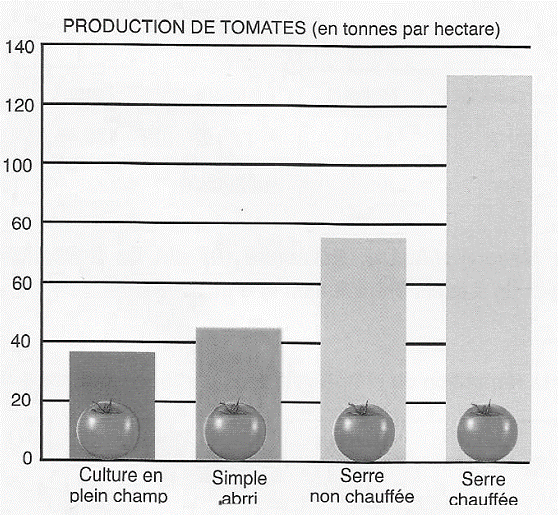 PRODUCTION DE TOMATES (en tonnes par hectare)
140
120
100
60
60
40
20
0
Culture en
plein champ
Simple
abrri
Serre
non chauffée
Serre
chauffée